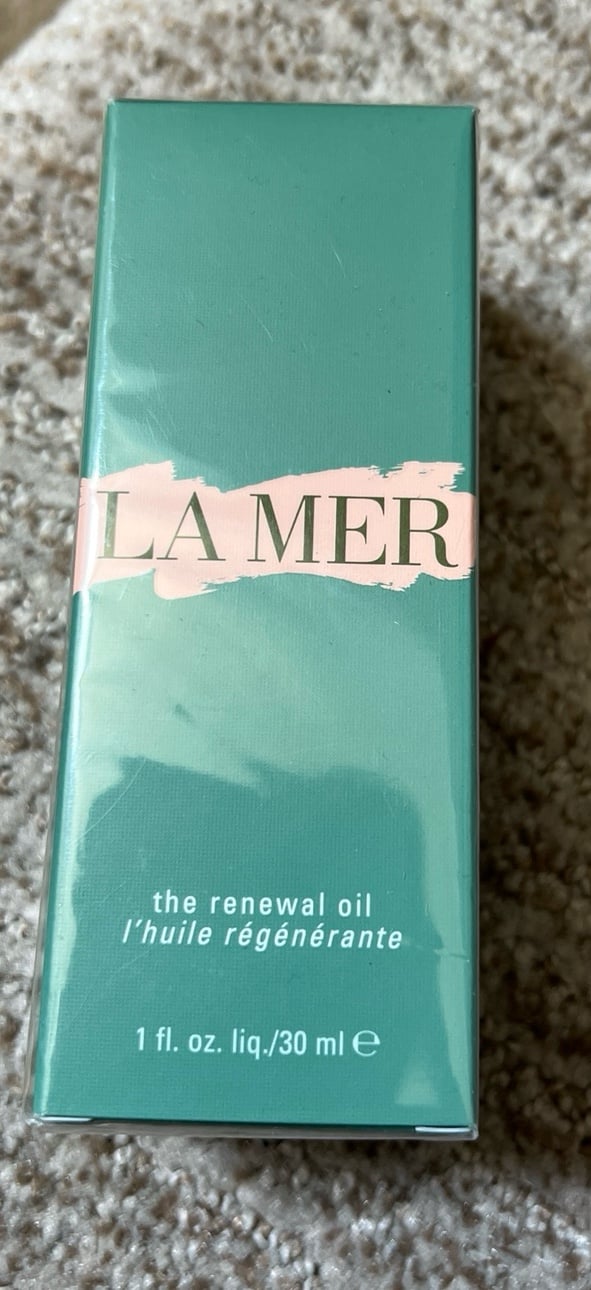 LA MER
the renewal oil
l'huile régénérante
1 fl. oz. liq./30 ml ℮